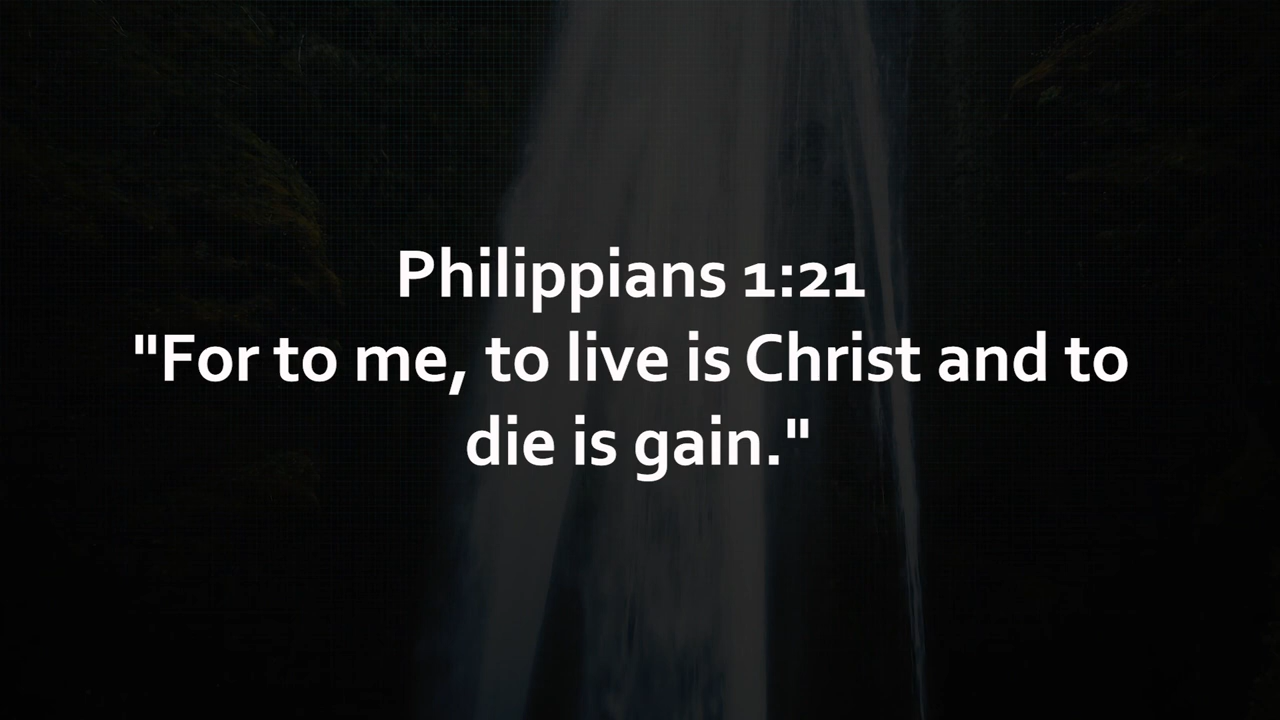 Philippians 1:21
"For to me, to live is Christ and to
die is gain."